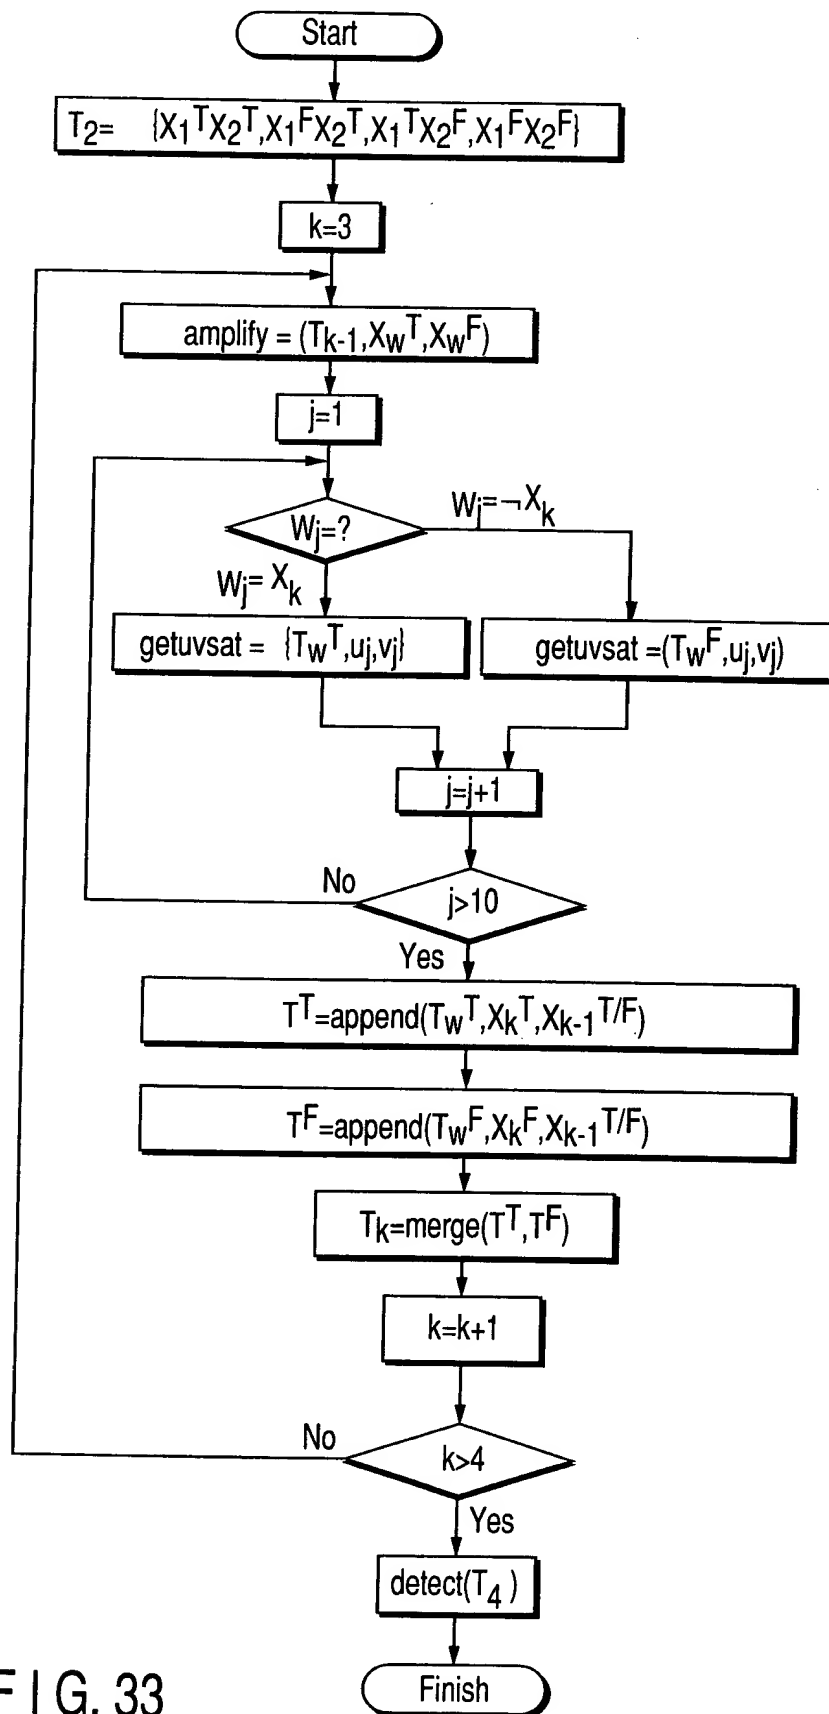 Start
T₂= {X₁ᵀX₂ᵀ,X₁ᶠX₂ᵀ,X₁ᵀX₂ᶠ,X₁ᶠX₂ᶠ}
k=3
amplify = (Tk-1,XwT,XwF)
j=1
Wj=?
Wj=¬Xk
Wj= Xk
getuvsat = {TwT,uj,vj}
getuvsat =(TwF,uj,vj)
j=j+1
No
j>10
Yes
TT=append(TwT,XkT,Xk-1T/F)
TF=append(TwF,XkF,Xk-1T/F)
Tk=merge(TT,TF)
k=k+1
No
k>4
Yes
detect(T4)
Finish
FIG. 33